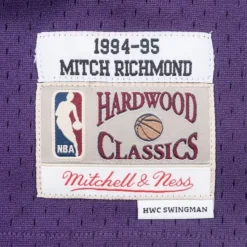 1994-95
MITCH RICHMOND
NBA
HARDWOOD
CLASSICS
Mitchell & Ness
HWC SWINGMAN